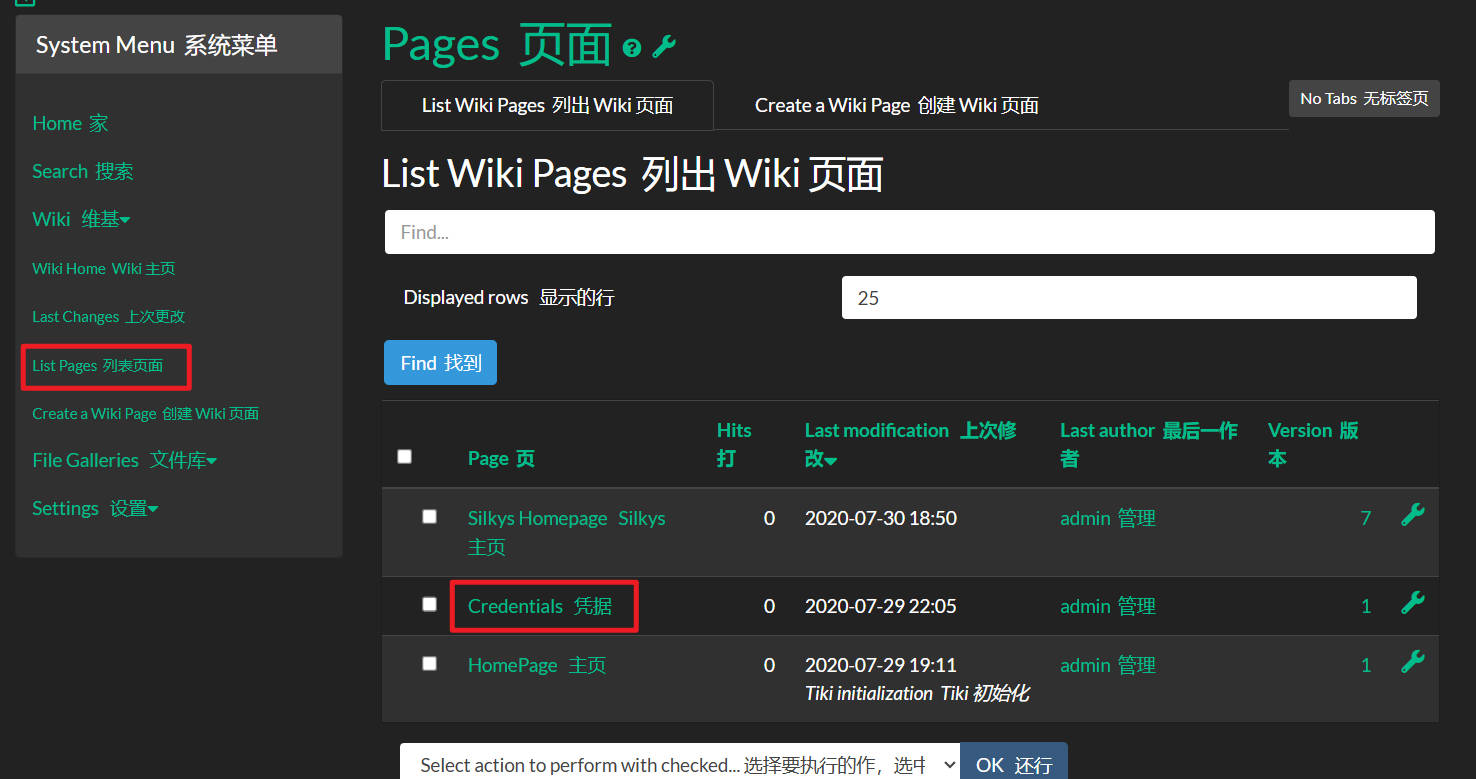 System Menu 系统菜单
Home 家
Search 搜索
Wiki 维基
Wiki Home Wiki 主页
Last Changes 上次更改
List Pages 列表页面
Create a Wiki Page 创建 Wiki 页面
File Galleries 文件库
Settings 设置
Pages 页面
List Wiki Pages 列出 Wiki 页面
Create a Wiki Page 创建 Wiki 页面
No Tabs 无标签页
List Wiki Pages 列出 Wiki 页面
Find...
Displayed rows 显示的行
25
Find 找到
Page 页
Hits
打
Last modification 上次修
改
Last author 最后一作
者
Version 版
本
Silkys Homepage Silkys
主页
0
2020-07-30 18:50
admin 管理
7
Credentials 凭据
0
2020-07-29 22:05
admin 管理
1
HomePage 主页
0
2020-07-29 19:11
Tiki initialization Tiki 初始化
admin 管理
1
Select action to perform with checked... 选择要执行的作，选中
OK 还行